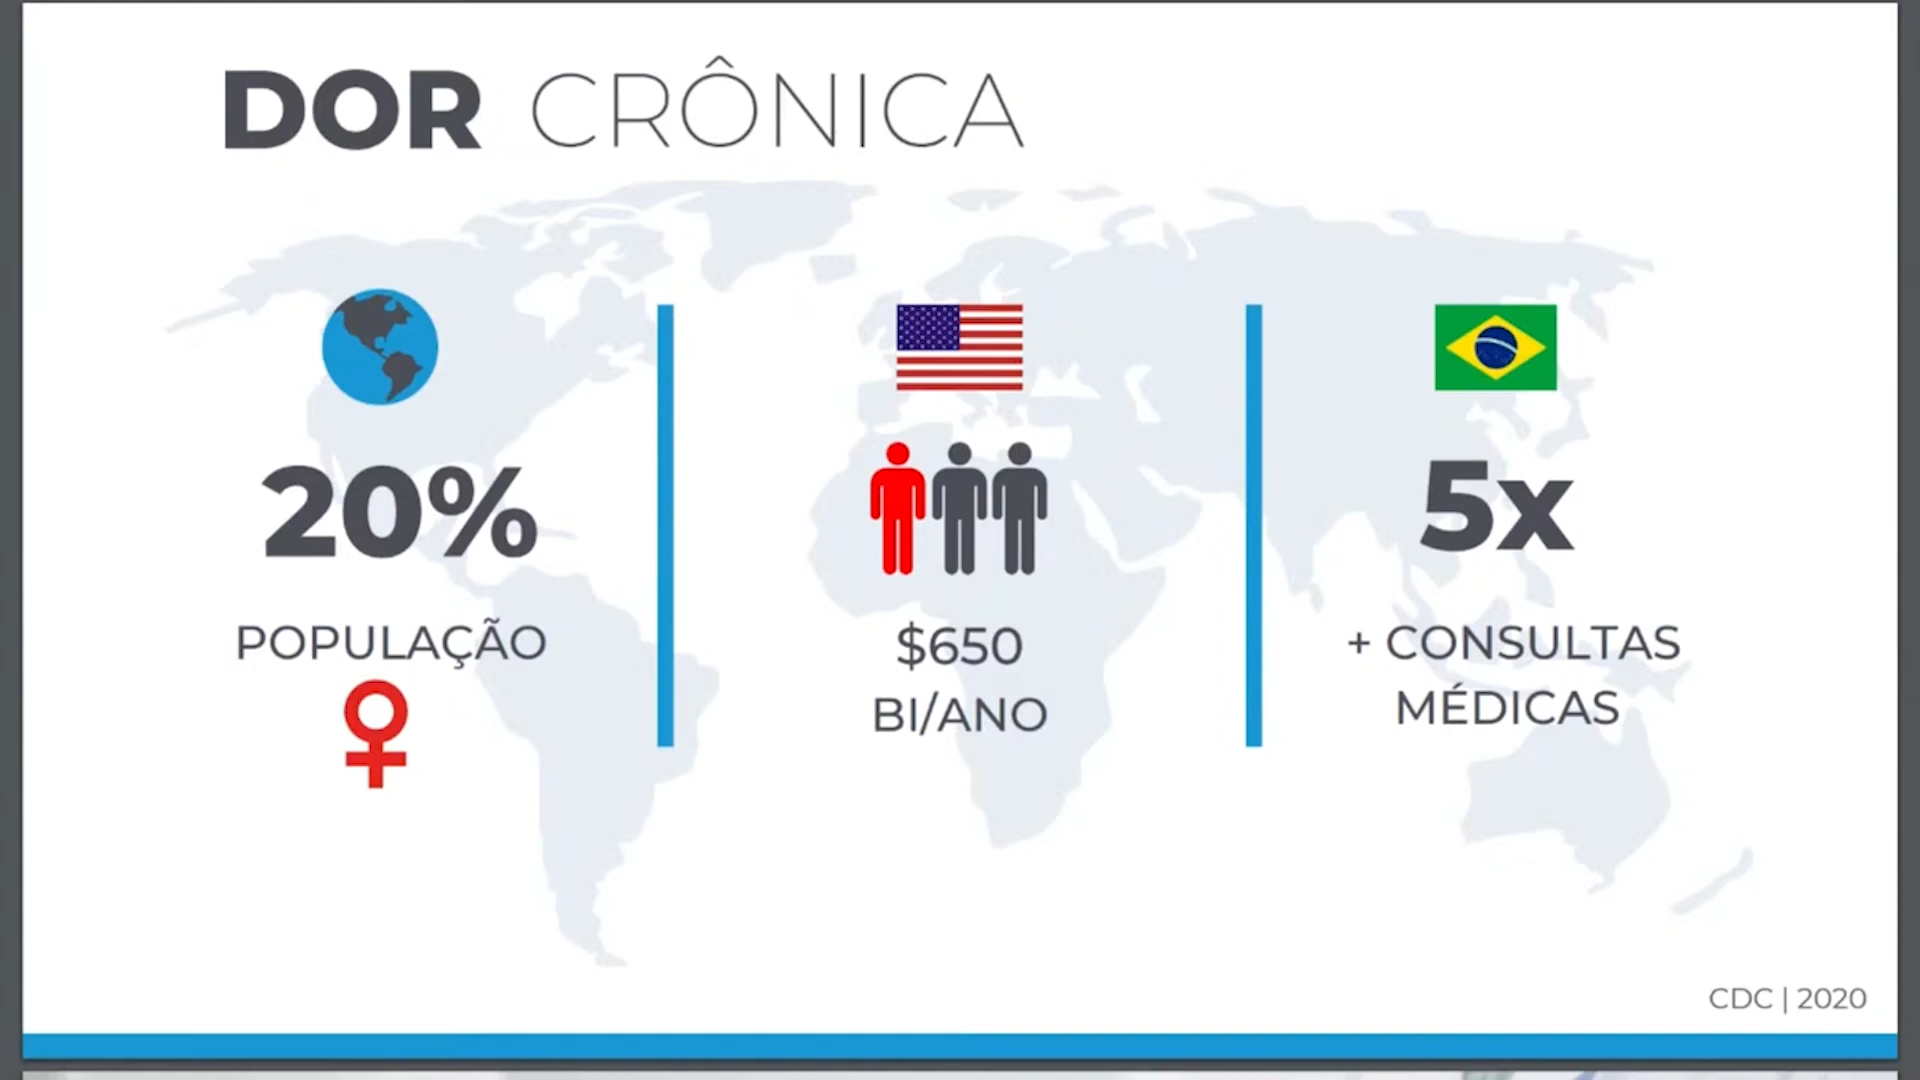 DOR CRÔNICA
20%
POPULAÇÃO
$650
BI/ANO
5x
+ CONSULTAS
MÉDICAS
CDC | 2020